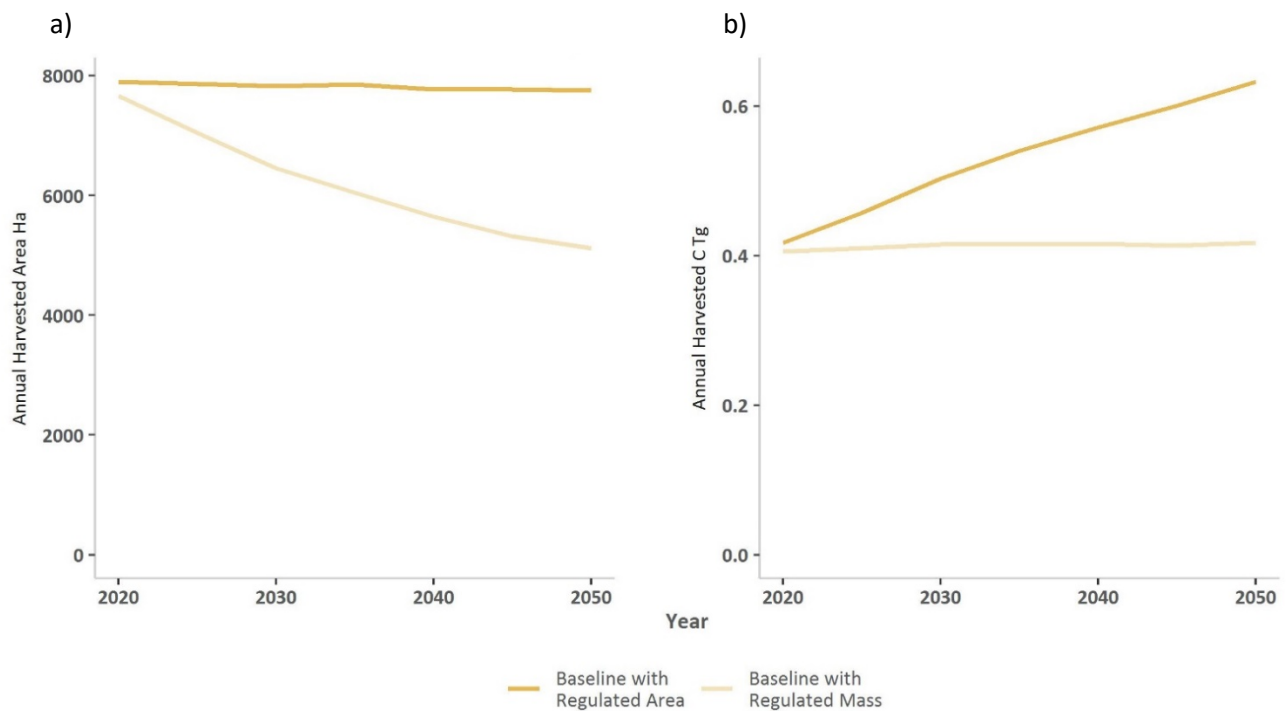 a)
Annual Harvested Area Ha
8000
6000
4000
2000
0
2020
2030
2040
2050
b)
Annual Harvested C Tg
0.6
0.4
0.2
0.0
2020
2030
2040
2050
Year
Baseline with
Regulated Area
Baseline with
Regulated Mass